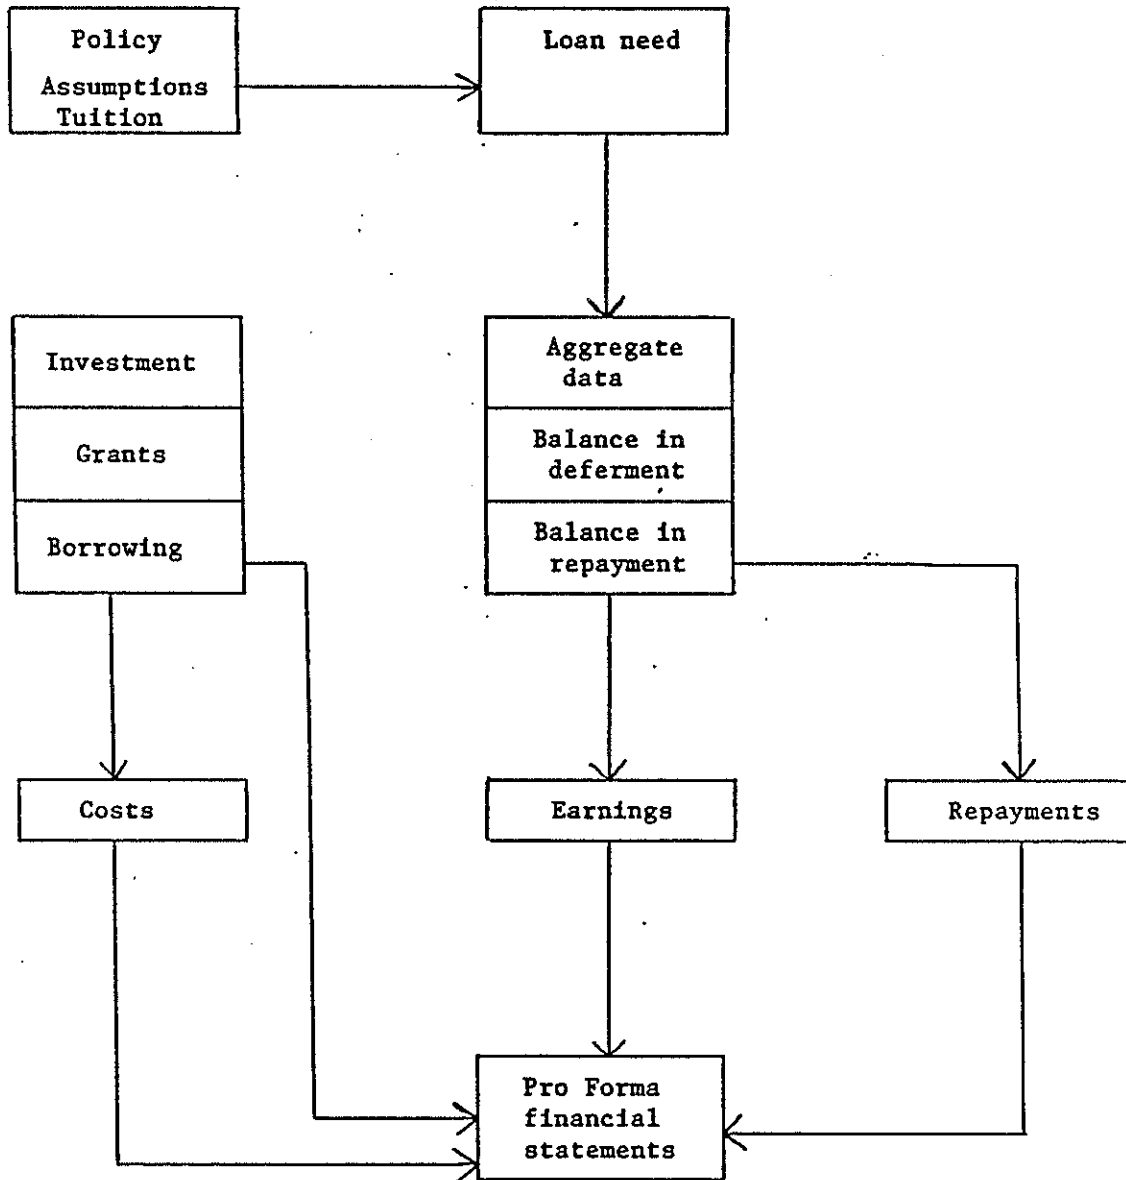 Policy
Assumptions
Tuition
Loan need
Investment
Grants
Borrowing
Aggregate
data
Balance in
deferment
Balance in
repayment
Costs
Earnings
Repayments
Pro Forma
financial
statements